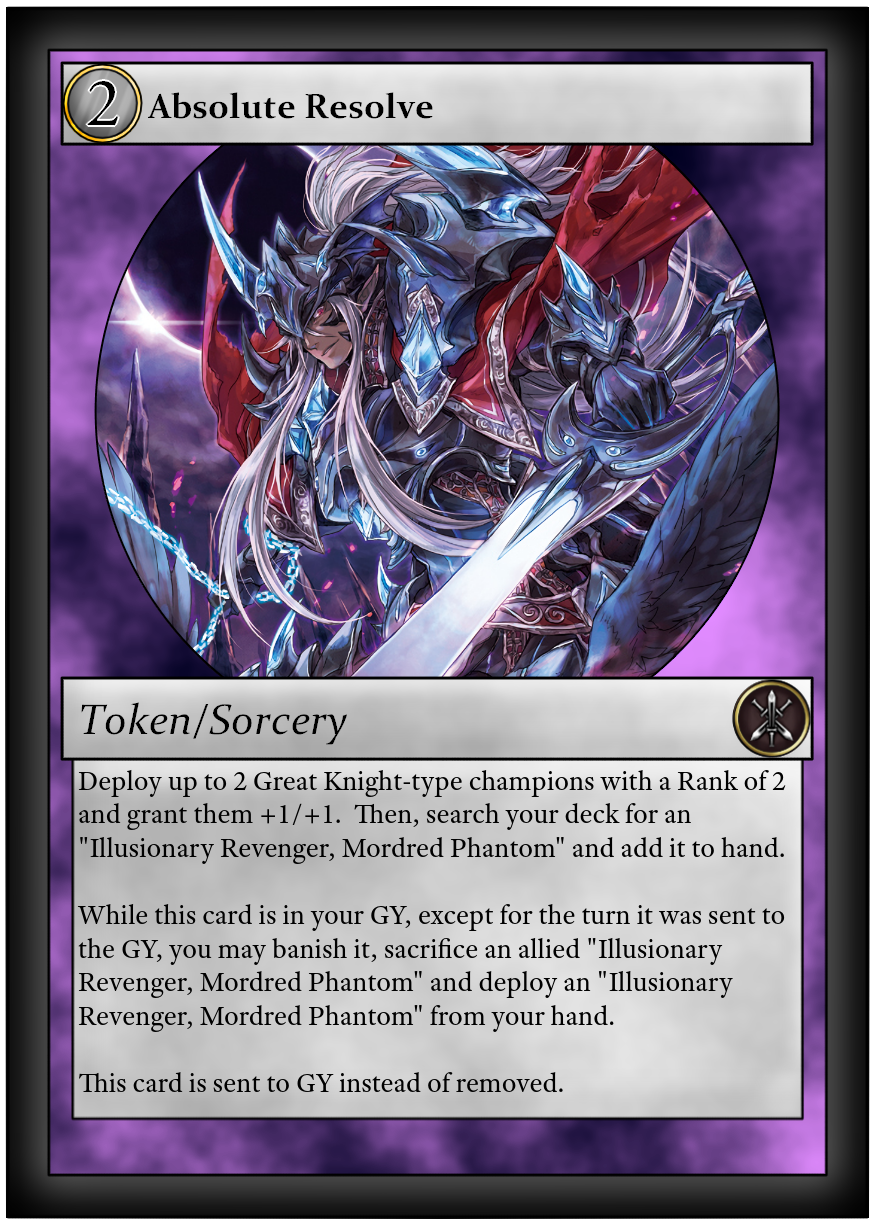 2
Absolute Resolve
Token/Sorcery
Deploy up to 2 Great Knight-type champions with a Rank of 2
and grant them +1/+1.  Then, search your deck for an
"Illusionary Revenger, Mordred Phantom" and add it to hand.
While this card is in your GY, except for the turn it was sent to
the GY, you may banish it, sacrifice an allied "Illusionary
Revenger, Mordred Phantom" and deploy an "Illusionary
Revenger, Mordred Phantom" from your hand.
This card is sent to GY instead of removed.